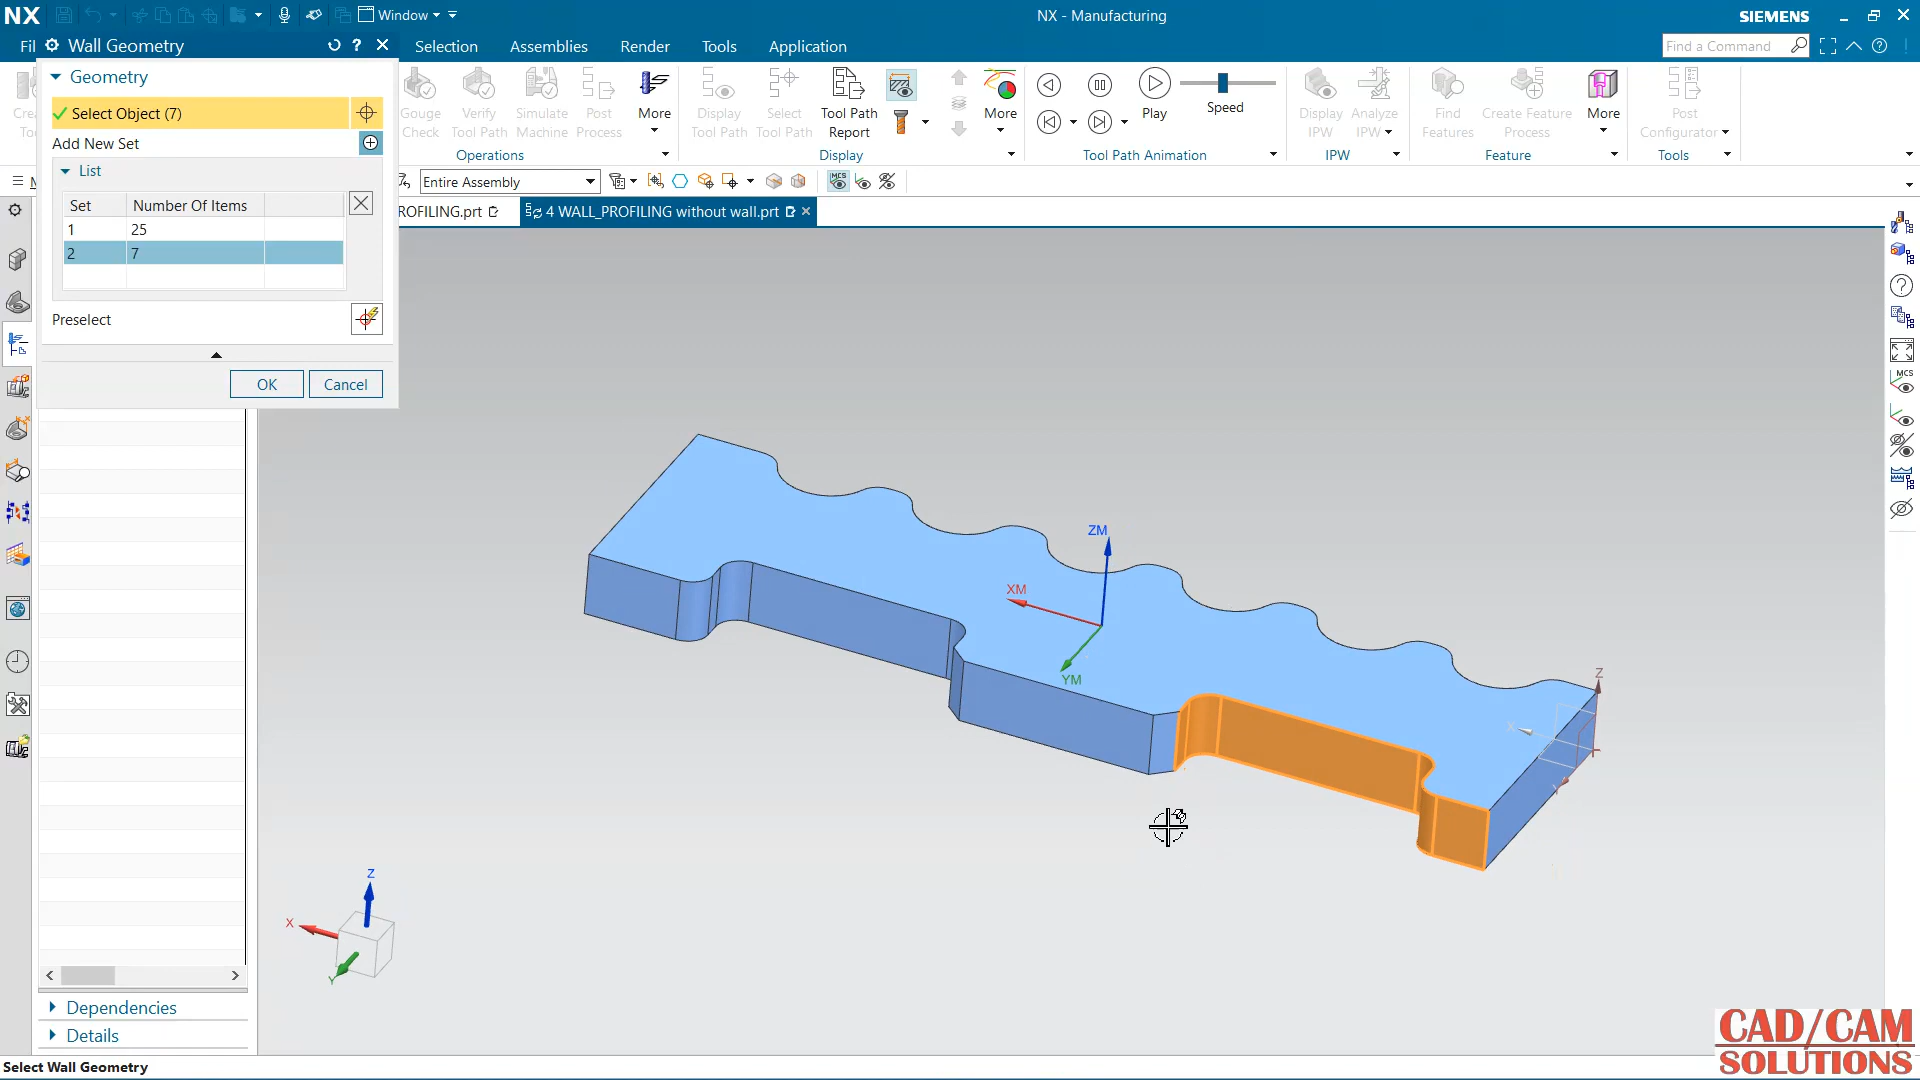 NX
Window
NX - Manufacturing
SIEMENS
Fil
Wall Geometry
Selection
Assemblies
Render
Tools
Application
Find a Command
Geometry
Select Object (7)
Add New Set
List
Set
Number Of Items
1
25
2
7
Preselect
OK
Cancel
Gouge
Check
Verify
Tool Path
Simulate
Machine
Post
Process
More
Operations
Display
Tool Path
Select
Tool Path
Tool Path
Report
More
Display
Play
Speed
Tool Path Animation
Display
IPW
Analyze
IPW
IPW
Find
Features
Create Feature
Process
More
Feature
Post
Configurator
Tools
Entire Assembly
MCS
ROFILING.prt
4 WALL_PROFILING without wall.prt
ZM
XM
YM
Z
X
Y
Z
X
Y
MCS
Dependencies
Details
Select Wall Geometry
CAD/CAM
SOLUTIONS